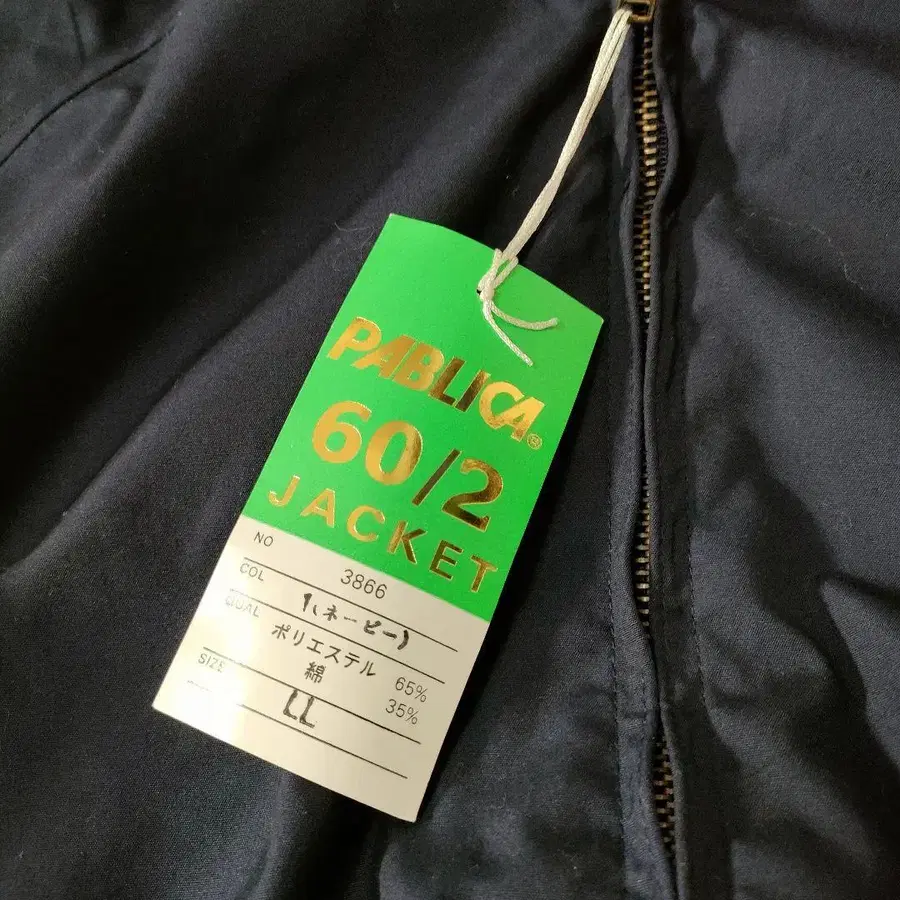 PABLICA®
60/2
JACKET
NO 3866
COL 1(ネービー)
QUAL ポリエステル 65%
綿 35%
SIZE LL